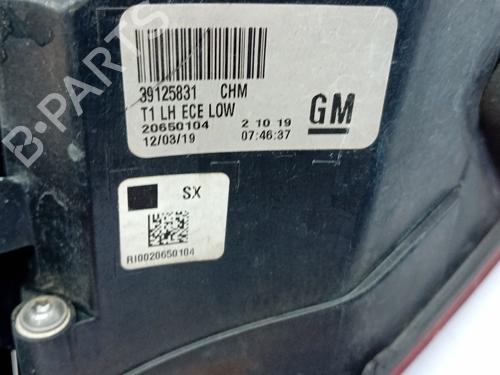 39125831 CHM
T1 LH ECE LOW
20650104 2 10 19
12/03/19 07:46:37
GM
SX
RI0020650104